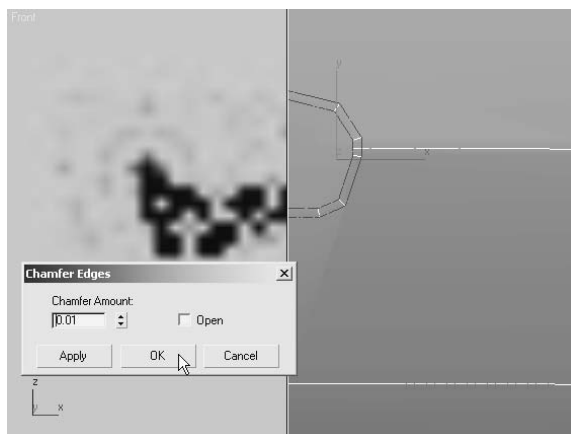 Front
y
x
z
Chamfer Edges
Chamfer Amount:
0.01
Open
Apply OK Cancel
z
y x